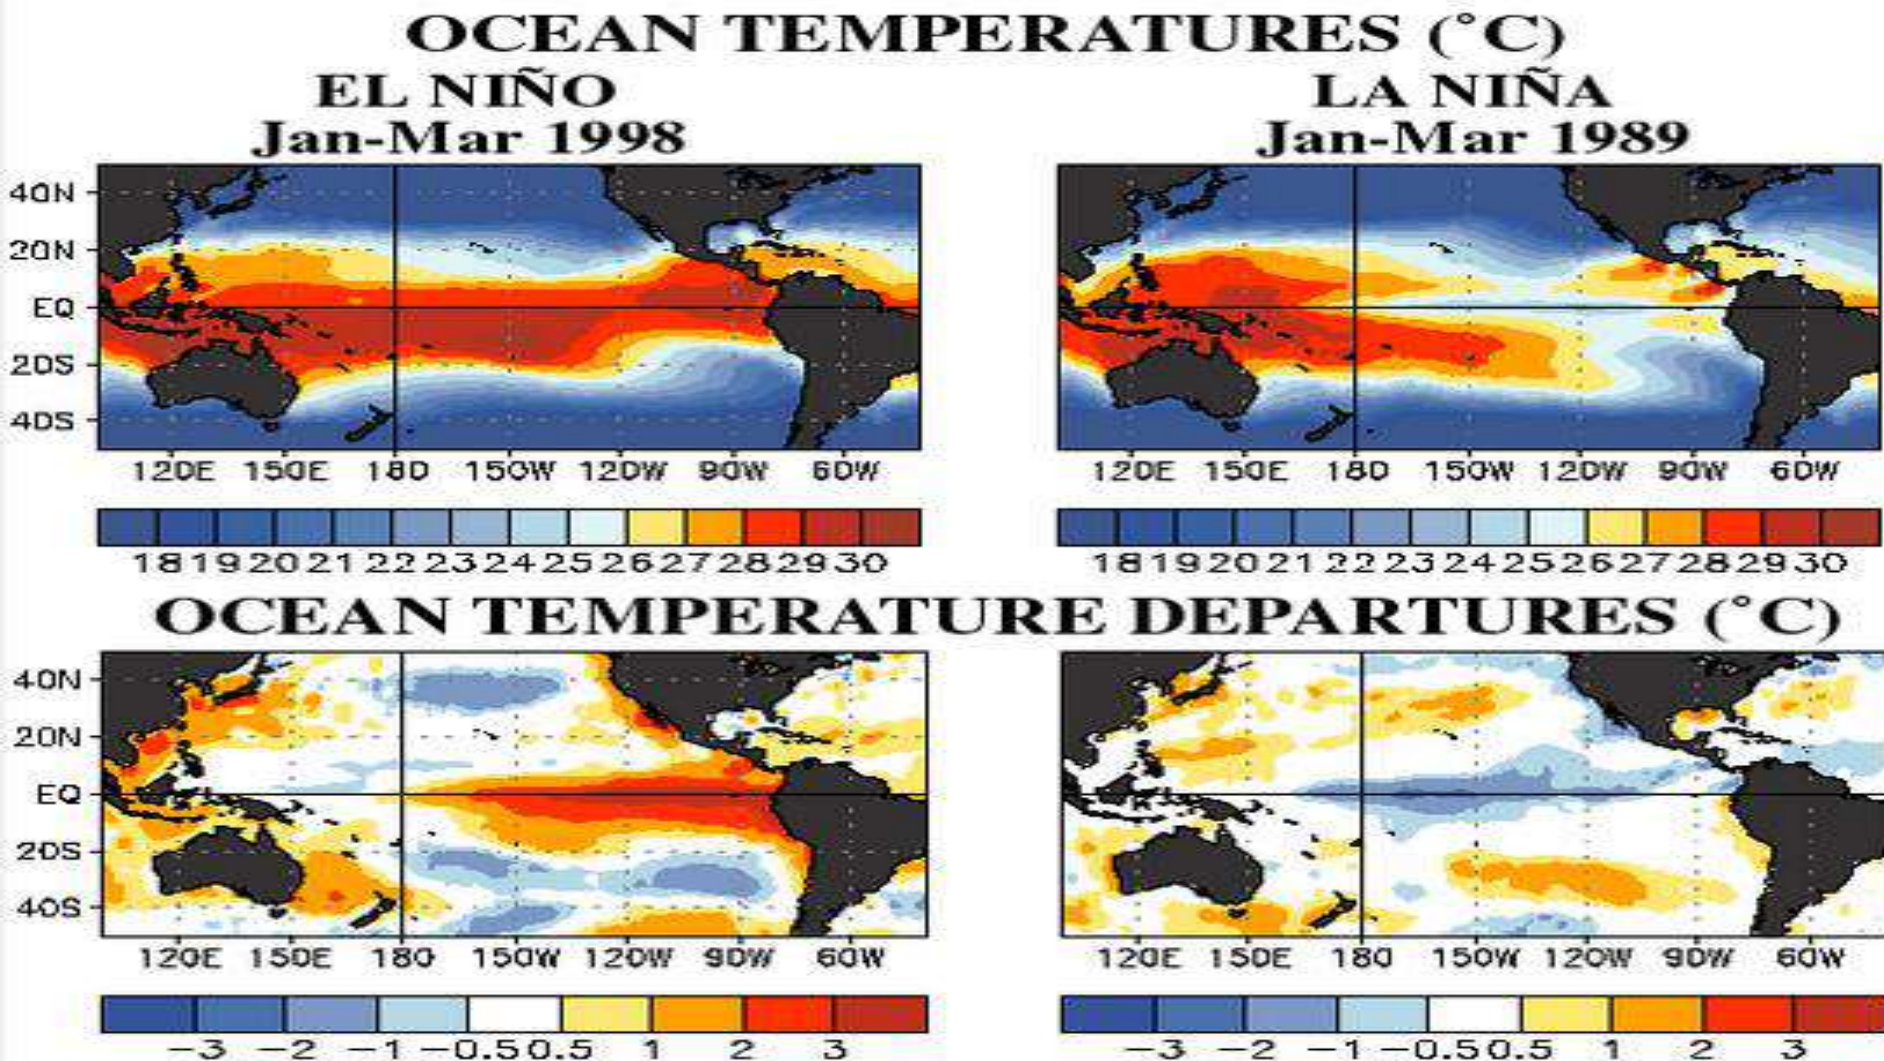 OCEAN TEMPERATURES (°C)
EL NIÑO
Jan-Mar 1998
LA NIÑA
Jan-Mar 1989
40N
20N
EQ
20S
40S
120E 150E 180 150W 120W 90W 60W
120E 150E 180 150W 120W 90W 60W
18 19 20 21 22 23 24 25 26 27 28 29 30
18 19 20 21 22 23 24 25 26 27 28 29 30
OCEAN TEMPERATURE DEPARTURES (°C)
40N
20N
EQ
20S
40S
120E 150E 180 150W 120W 90W 60W
120E 150E 180 150W 120W 90W 60W
-3 -2 -1 -0.5 0.5 1 2 3
-3 -2 -1 -0.5 0.5 1 2 3